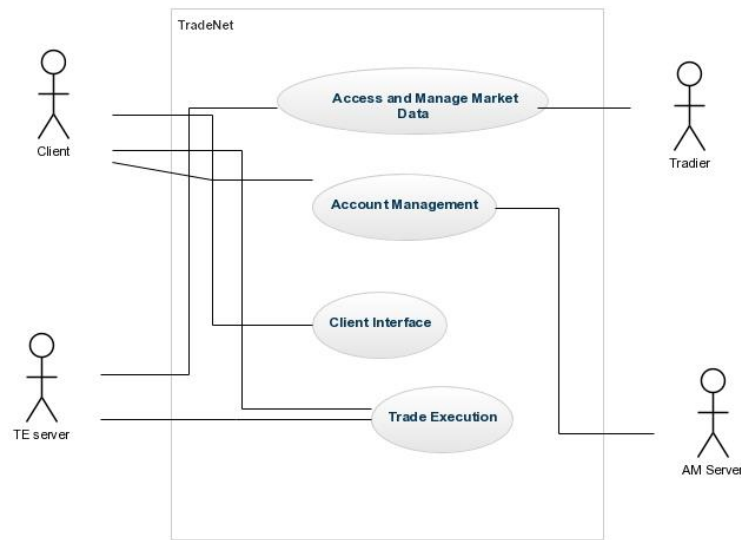 TradeNet
Access and Manage Market
Data
Client
Tradier
Account Management
Client Interface
Trade Execution
TE server
AM Server